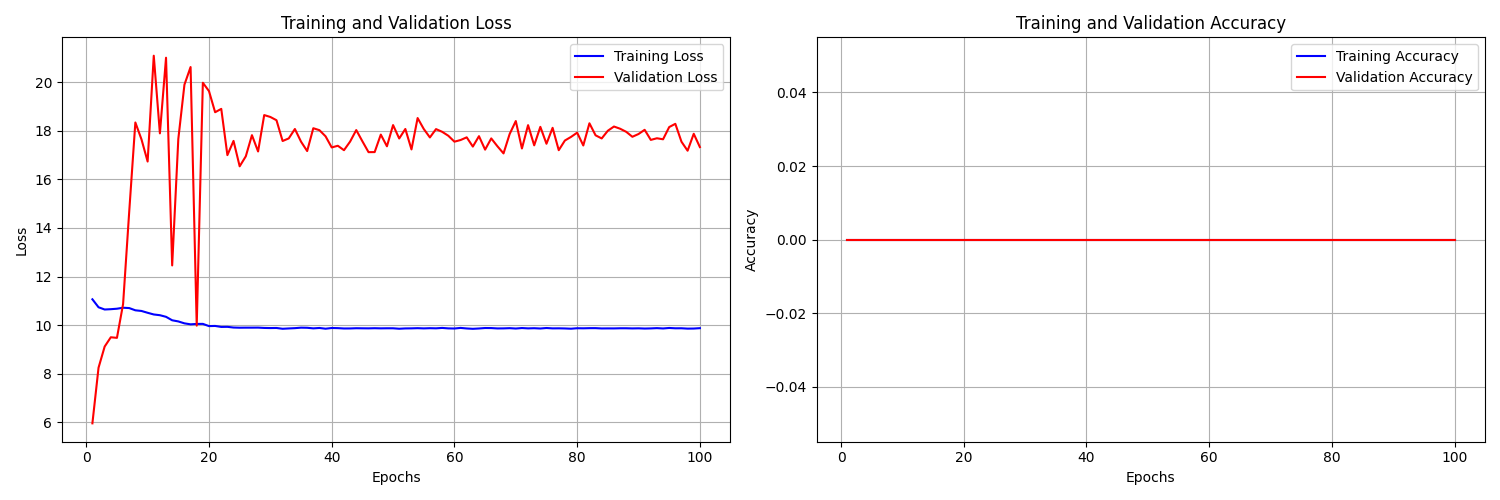 Training and Validation Loss
Training Loss
Validation Loss
20
18
16
14
12
10
8
6
Loss
0
20
40
60
80
100
Epochs
Training and Validation Accuracy
Training Accuracy
Validation Accuracy
0.04
0.02
0.00
−0.02
−0.04
Accuracy
0
20
40
60
80
100
Epochs